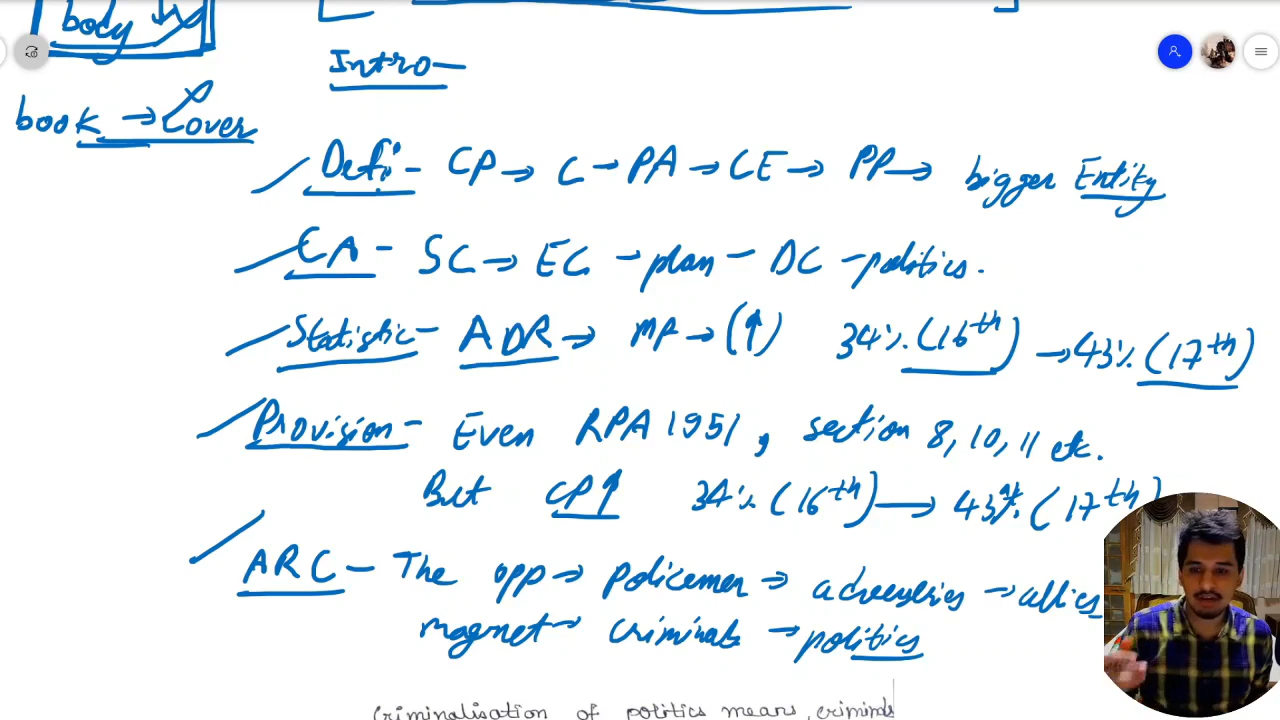 body
Intro-
book → Cover
Defi- CP → C → PA → CE → PP → bigger Entity
CA - SC → EC - plan - DC - politics.
Statistic- ADR → MP → (↑) 34% (16th) → 43% (17th)
Provision - Even RPA 1951, section 8, 10, 11 etc.
But CP↑ 34% (16th) → 43% (17th)
ARC - The opp → policemen → adversries → allies
magnet → criminals → politics
Criminalisation of politics means, criminals